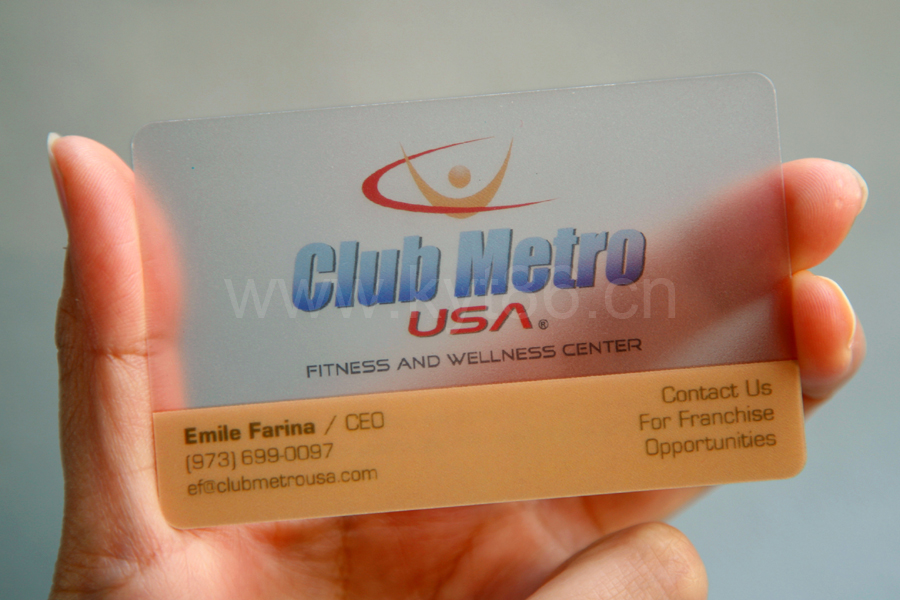 Club Metro
USA®
FITNESS AND WELLNESS CENTER
Emile Farina / CEO
(973) 699-0097
ef@clubmetrousa.com
Contact Us
For Franchise
Opportunities